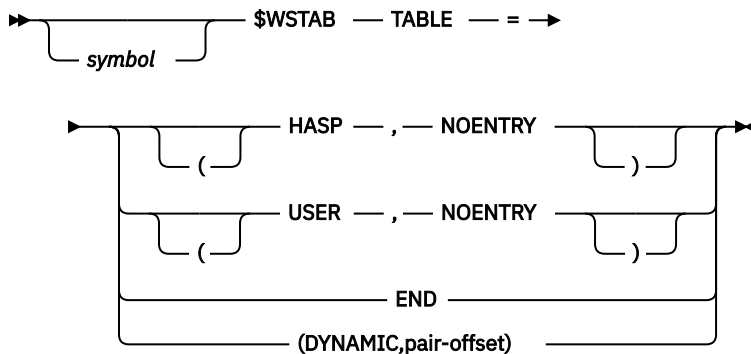 $WSTAB TABLE =
symbol
HASP , NOENTRY
( )
USER , NOENTRY
( )
END
(DYNAMIC,pair-offset)